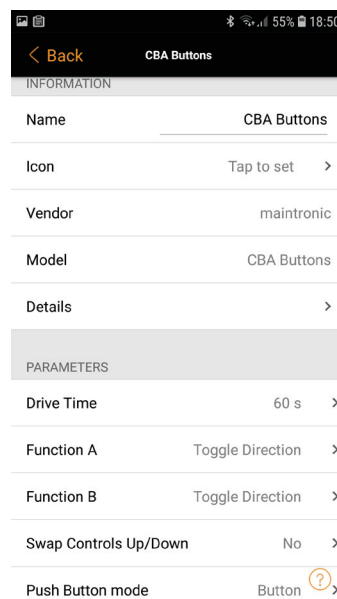 55% 18:50
Back CBA Buttons
INFORMATION
Name CBA Buttons
Icon Tap to set
Vendor maintronic
Model CBA Buttons
Details
PARAMETERS
Drive Time 60 s
Function A Toggle Direction
Function B Toggle Direction
Swap Controls Up/Down No
Push Button mode Button ?